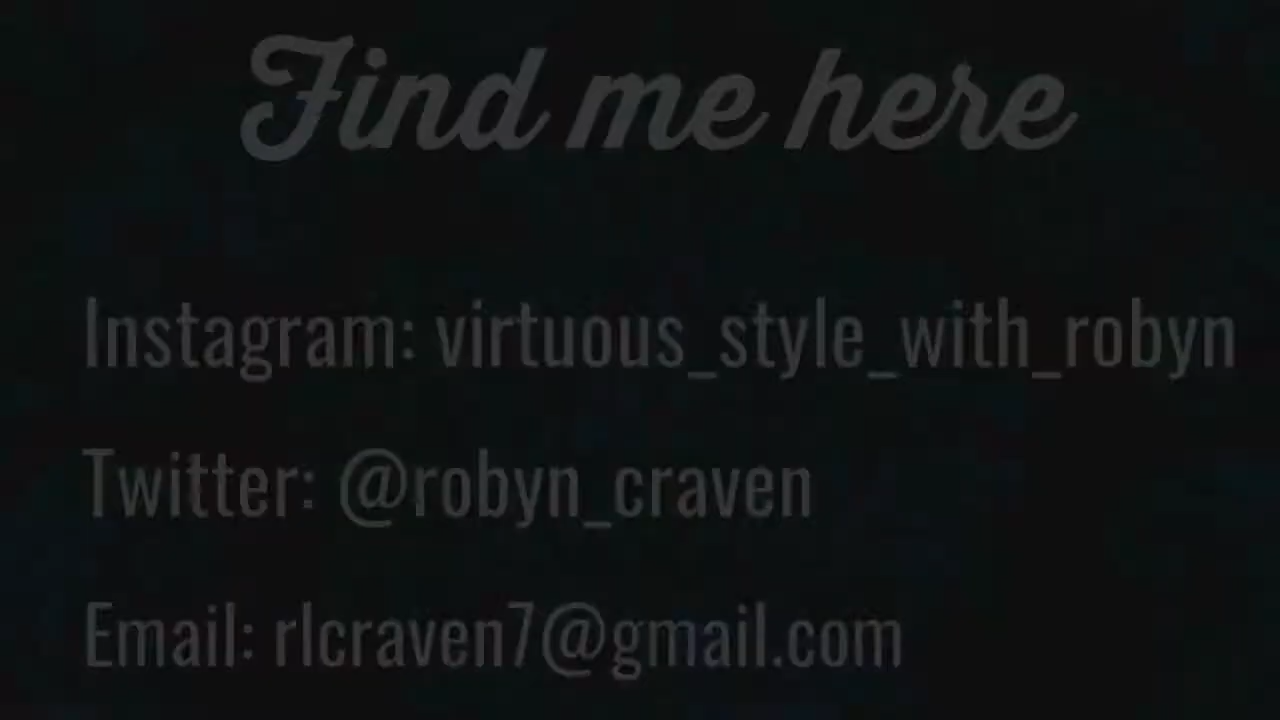 Find me here
Instagram: virtuous_style_with_robyn
Twitter: @robyn_craven
Email: rlcraven7@gmail.com